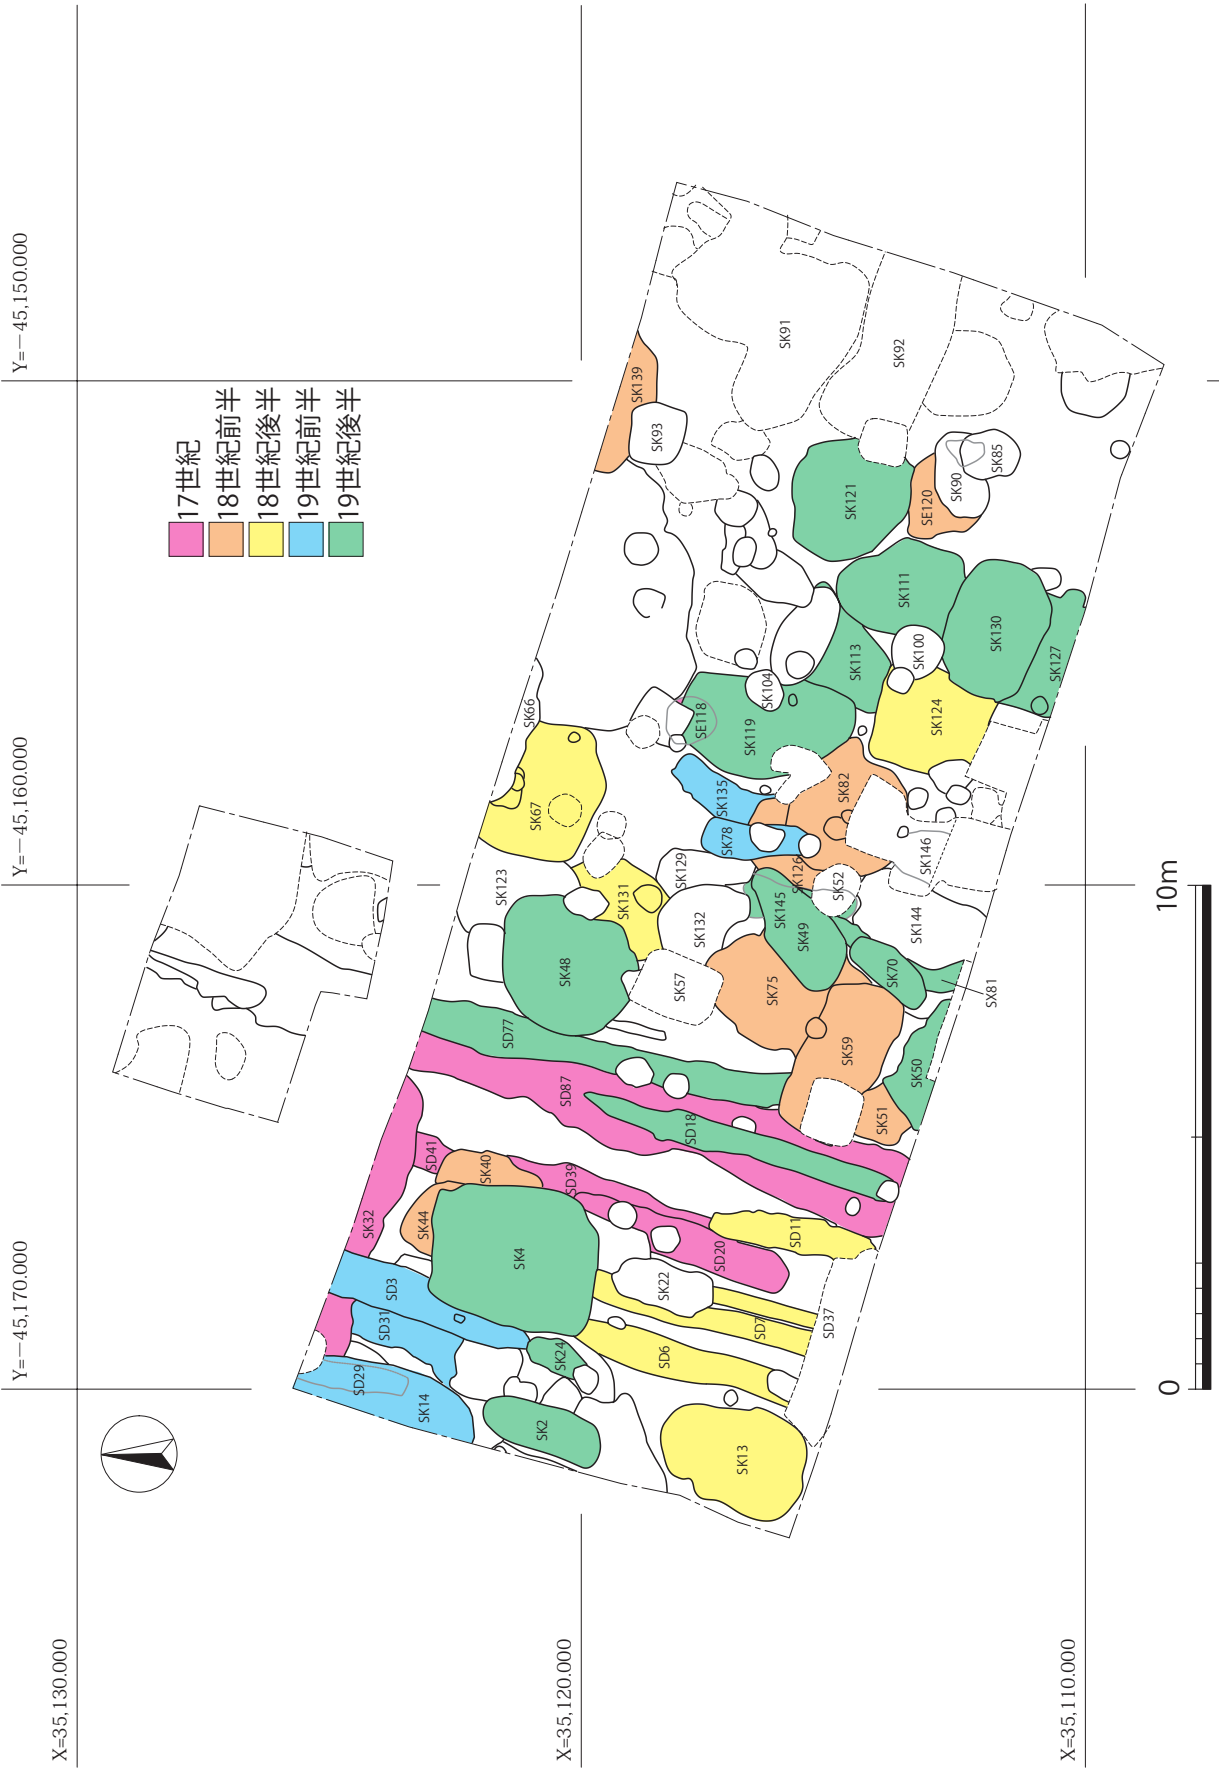 X=35,130.000
X=35,120.000
X=35,110.000
Y=－45,150.000
Y=－45,160.000
Y=－45,170.000
17世紀
18世紀前半
18世紀後半
19世紀前半
19世紀後半
SK139
SK93
SK91
SK92
SK121
SE120
SK90
SK85
SK111
SK130
SK127
SK100
SK113
SK124
SK104
SE118
SK119
SK66
SK67
SK135
SK78
SK82
SK126
SK146
SK52
SK129
SK131
SK132
SK123
SK145
SK49
SK144
SK48
SK57
SK75
SK70
SX81
SK59
SK50
SK51
SD77
SD87
SD18
SD41
SK40
SD39
SK32
SK44
SK4
SD20
SD11
SK22
SD3
SD31
SD7
SD37
SD6
SK24
SD29
SK14
SK2
SK13
0
10m